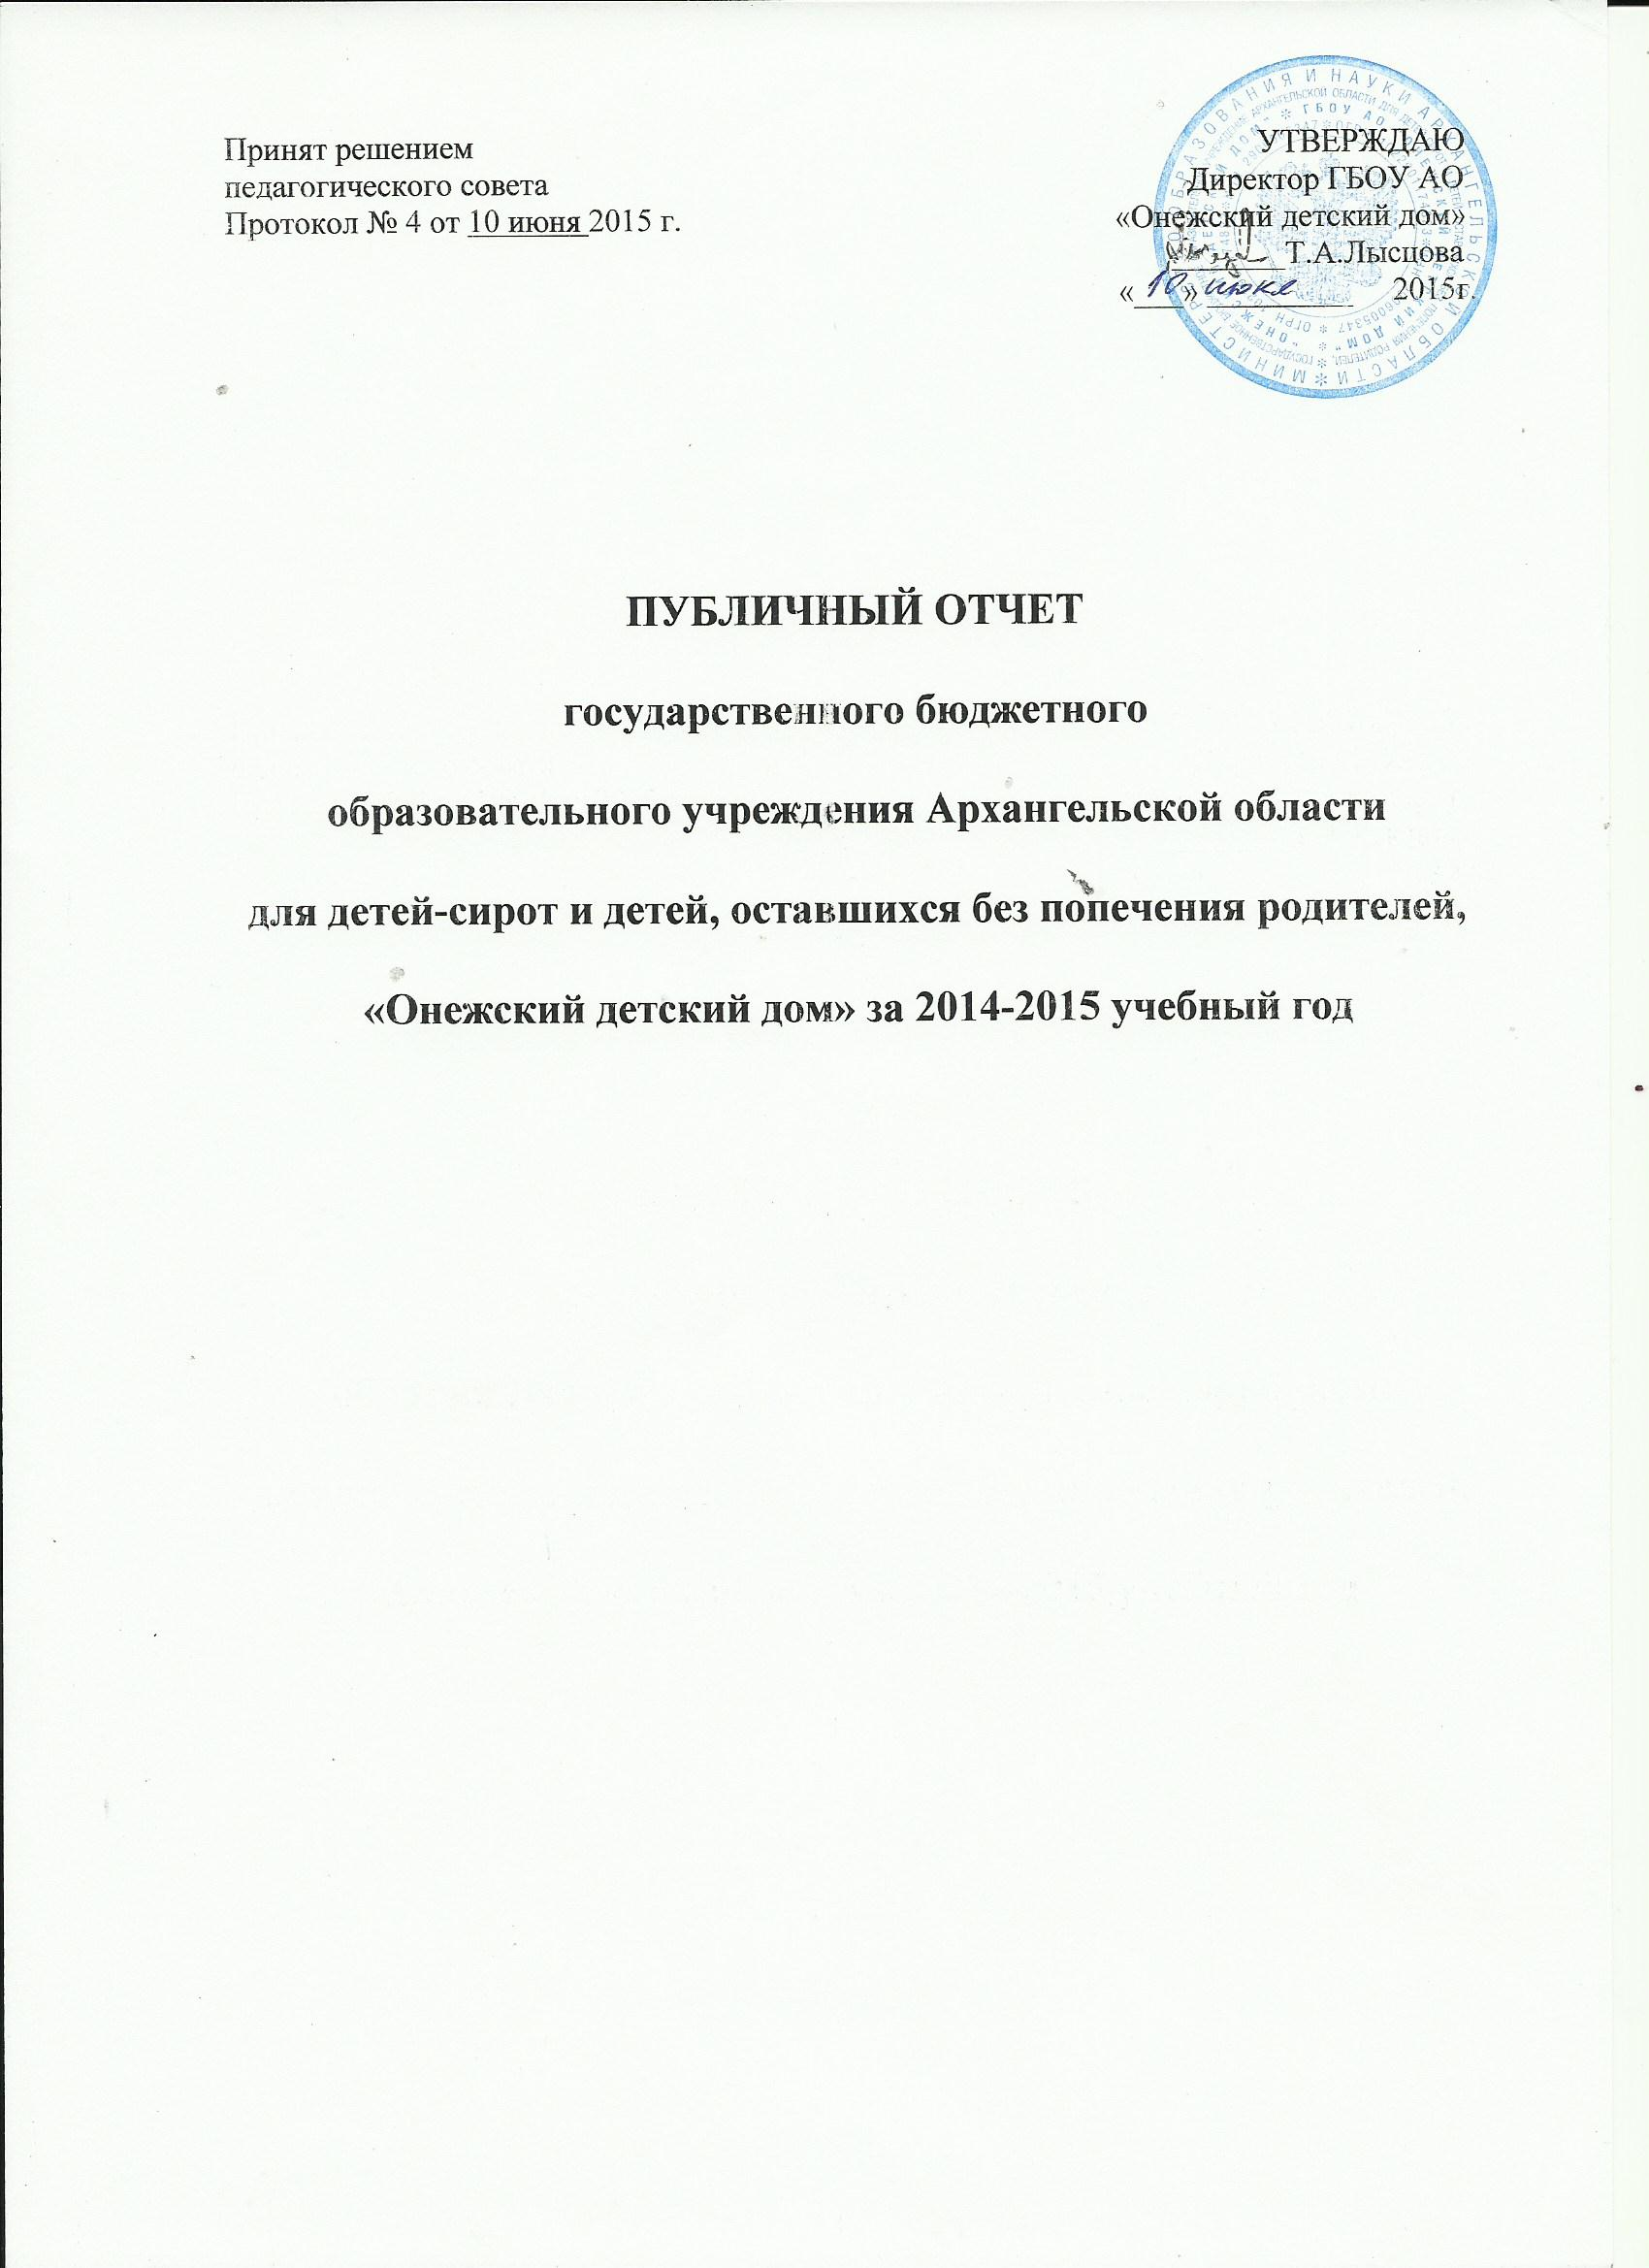 Принят решением
педагогического совета
Протокол № 4 от 10 июня 2015 г.
УТВЕРЖДАЮ
Директор ГБОУ АО
«Онежский детский дом»
Т.А.Лысцова
«10» июня 2015г.
ПУБЛИЧНЫЙ ОТЧЕТ
государственного бюджетного
образовательного учреждения Архангельской области
для детей-сирот и детей, оставшихся без попечения родителей,
«Онежский детский дом» за 2014-2015 учебный год